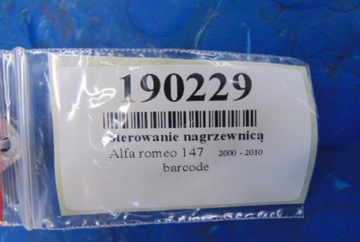 190229
Sterowanie nagrzewnicą
Alfa romeo 147 2000 - 2010
barcode